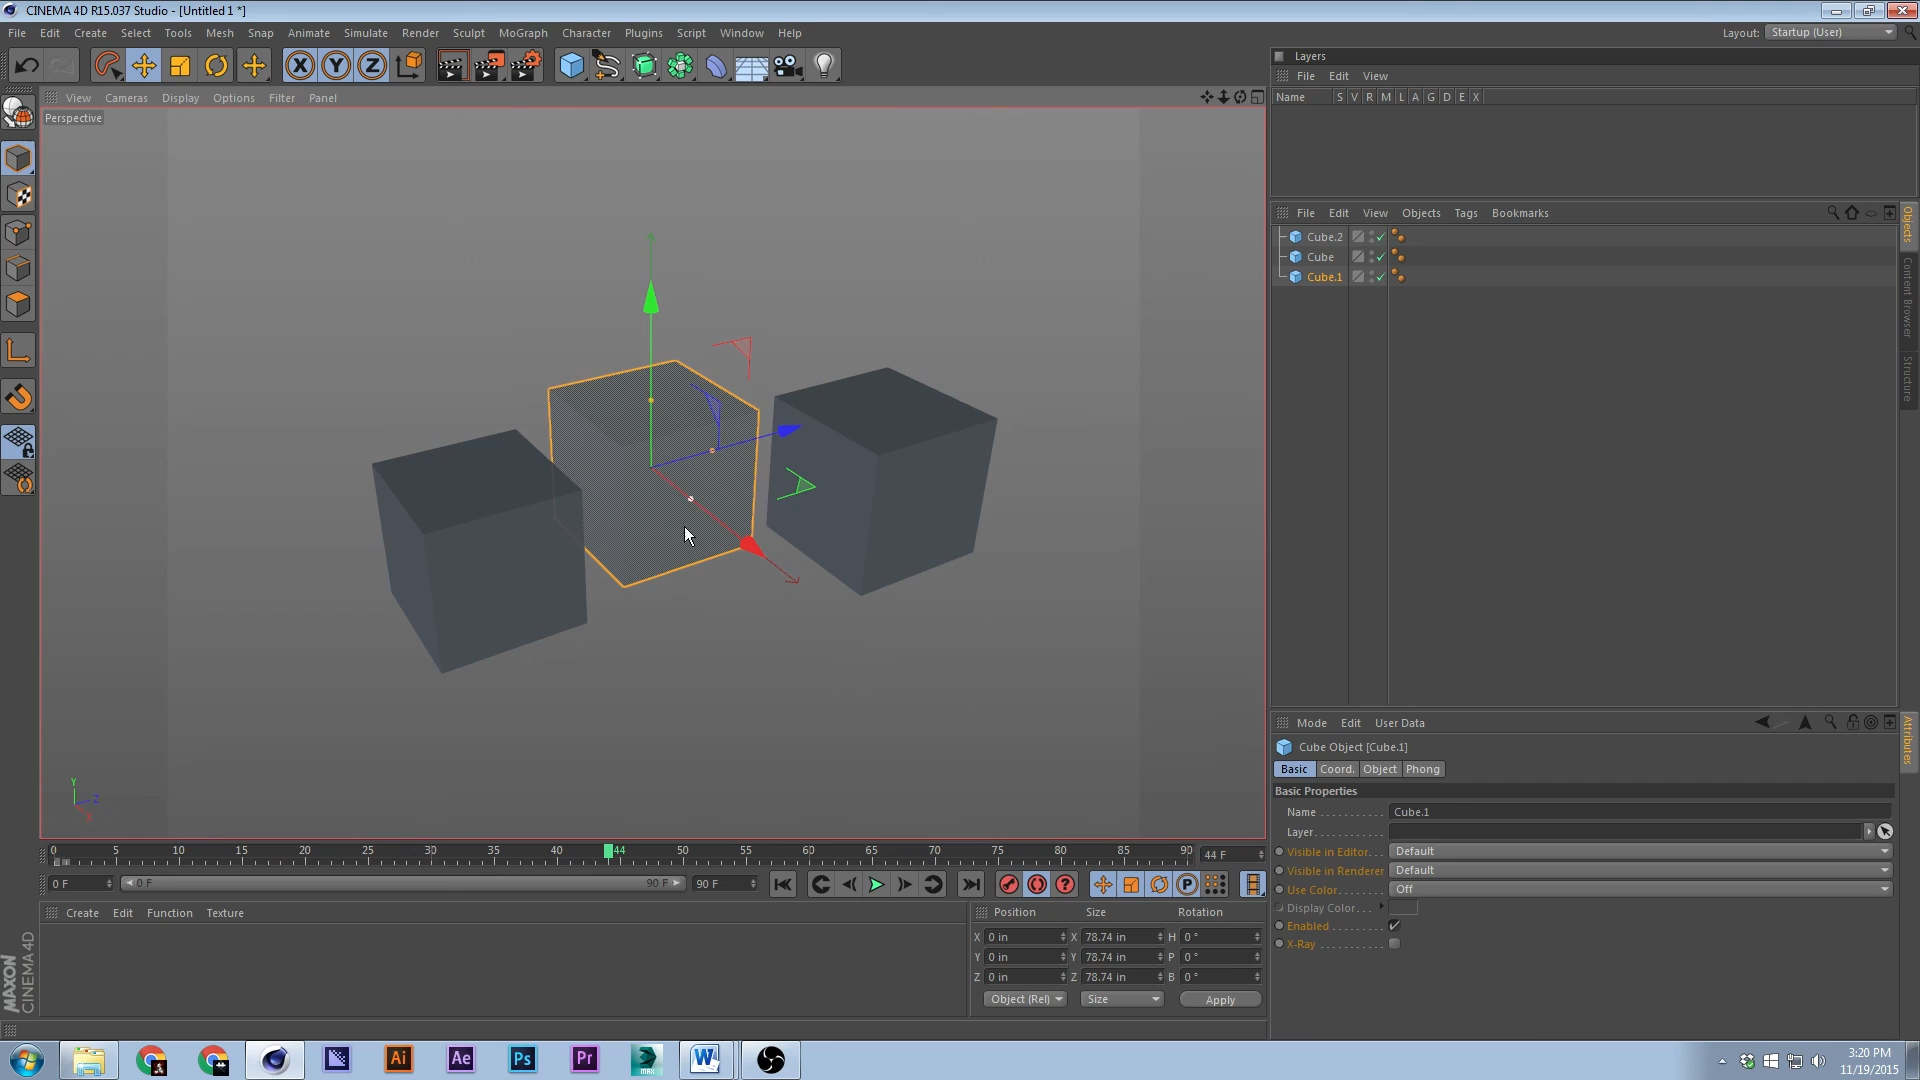 CINEMA 4D R15.037 Studio - [Untitled 1 *]
File Edit Create Select Tools Mesh Snap Animate Simulate Render Sculpt MoGraph Character Plugins Script Window Help
Layout: Startup (User)
X Y Z
View Cameras Display Options Filter Panel
Perspective
Layers
File Edit View
Name S V R M L A G D E X
File Edit View Objects Tags Bookmarks
Cube.2
Cube
Cube.1
Objects
Content Browser
Structure
Y
Z
X
Mode Edit User Data
Attributes
Cube Object [Cube.1]
Basic Coord. Object Phong
Basic Properties
Name . . . . . . . . . . . Cube.1
Layer. . . . . . . . . . . .
Visible in Editor. . . Default
Visible in Renderer Default
Use Color. . . . . . . . Off
Display Color. . .
Enabled . . . . . . . . .
X-Ray . . . . . . . . . . .
0 5 10 15 20 25 30 35 40 44 50 55 60 65 70 75 80 85 90 44 F
0 F 0 F 90 F 90 F
? P
Create Edit Function Texture
Position Size Rotation
X 0 in X 78.74 in H 0 °
Y 0 in Y 78.74 in P 0 °
Z 0 in Z 78.74 in B 0 °
Object (Rel) Size Apply
MAXON
CINEMA 4D
Ai Ae Ps Pr MAX W
3:20 PM
11/19/2015